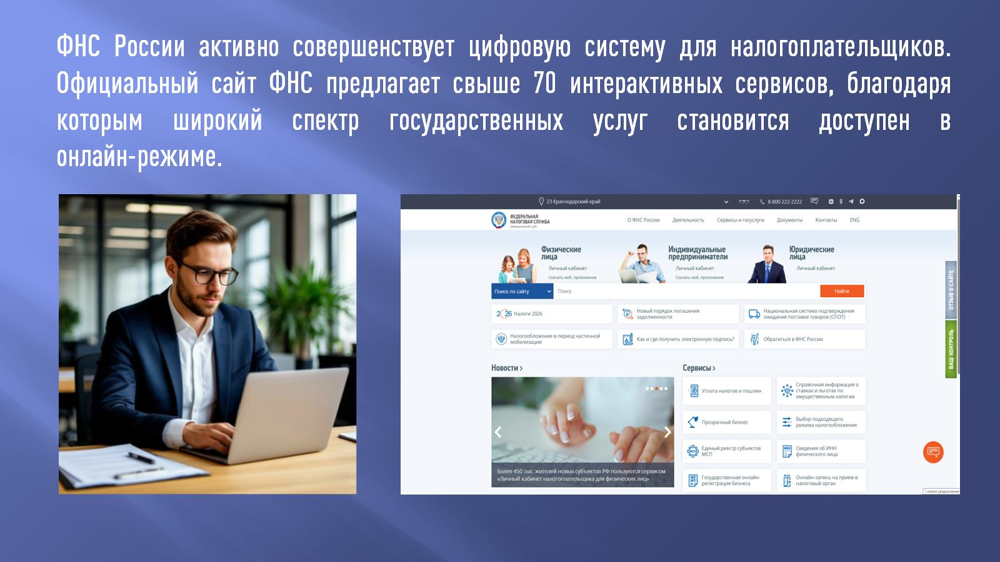 ФНС России активно совершенствует цифровую систему для налогоплательщиков.
Официальный сайт ФНС предлагает свыше 70 интерактивных сервисов, благодаря
которым широкий спектр государственных услуг становится доступен в
онлайн-режиме.
23 Краснодарский край
8-800-222-2222
ФЕДЕРАЛЬНАЯ
НАЛОГОВАЯ СЛУЖБА
ОФИЦИАЛЬНЫЙ САЙТ
О ФНС России Деятельность Сервисы и госуслуги Документы Контакты ENG
Физические
лица
Личный кабинет
Скачать моб. приложение
Индивидуальные
предприниматели
Личный кабинет
Скачать моб. приложение
Юридические
лица
Личный кабинет
Поиск по сайту
Поиск
Найти
2026 Налоги 2026
Новый порядок погашения
задолженности
Национальная система подтверждения
ожидания поставки товаров (СПОТ)
Налогообложение в период частичной
мобилизации
Как и где получить электронную подпись?
Обратиться в ФНС России
ОТЗЫВ О САЙТЕ
ВАШ КОНТРОЛЬ
Новости
Более 450 тыс. жителей новых субъектов РФ пользуются сервисом
«Личный кабинет налогоплательщика для физических лиц»
Сервисы
Уплата налогов и пошлин
Справочная информация о
ставках и льготах по
имущественным налогам
Прозрачный бизнес
Выбор подходящего
режима налогообложения
Единый реестр субъектов
МСП
Сведения об ИНН
физического лица
Государственная онлайн-
регистрация бизнеса
Онлайн-запись на прием в
налоговый орган
1 новое уведомление